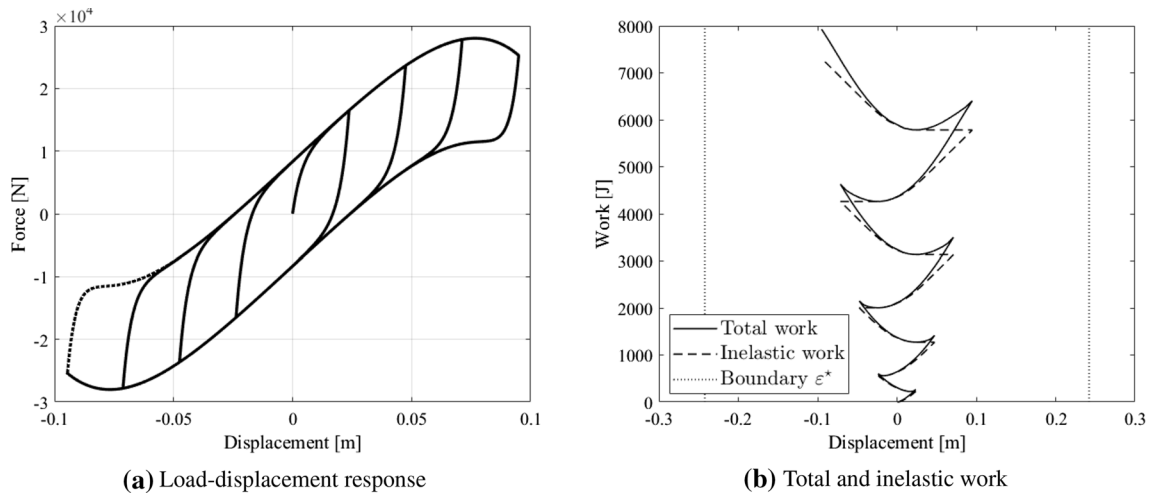 ×10⁴
3
2
1
0
-1
-2
-3
Force [N]
-0.1 -0.05 0 0.05 0.1
Displacement [m]
(a) Load-displacement response
8000
7000
6000
5000
4000
3000
2000
1000
0
Work [J]
Total work
Inelastic work
Boundary ε*
-0.3 -0.2 -0.1 0 0.1 0.2 0.3
Displacement [m]
(b) Total and inelastic work